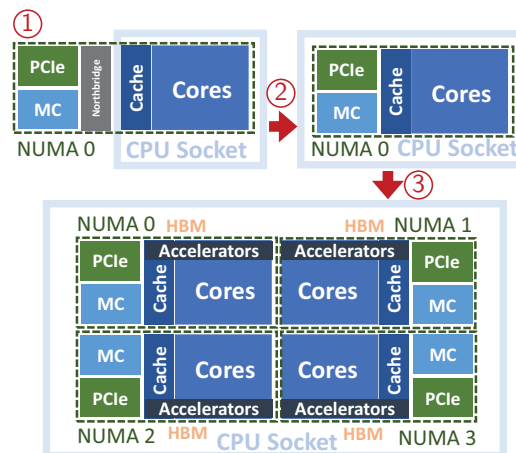 ①
PCIe
MC
Northbridge
Cache
Cores
NUMA 0
CPU Socket
②
PCIe
MC
Cache
Cores
NUMA 0
CPU Socket
③
NUMA 0 HBM HBM NUMA 1
PCIe
MC
Cache
Accelerators
Cores
Accelerators
Cores
Cache
PCIe
MC
MC
PCIe
Cache
Cores
Accelerators
Cores
Accelerators
Cache
MC
PCIe
NUMA 2 HBM HBM NUMA 3
CPU Socket